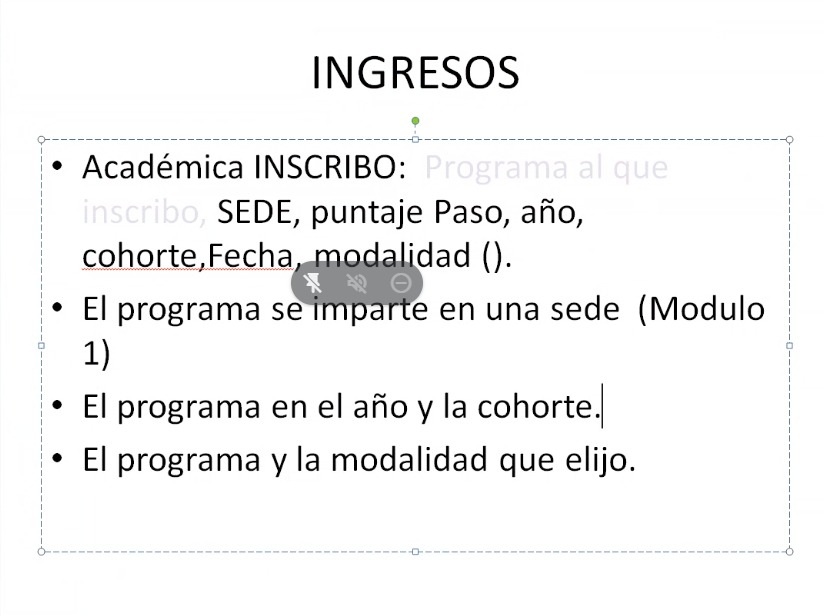 INGRESOS
• Académica INSCRIBO:  Programa al que
inscribo, SEDE, puntaje Paso, año,
cohorte,Fecha, modalidad ().
• El programa se imparte en una sede  (Modulo
1)
• El programa en el año y la cohorte.
• El programa y la modalidad que elijo.